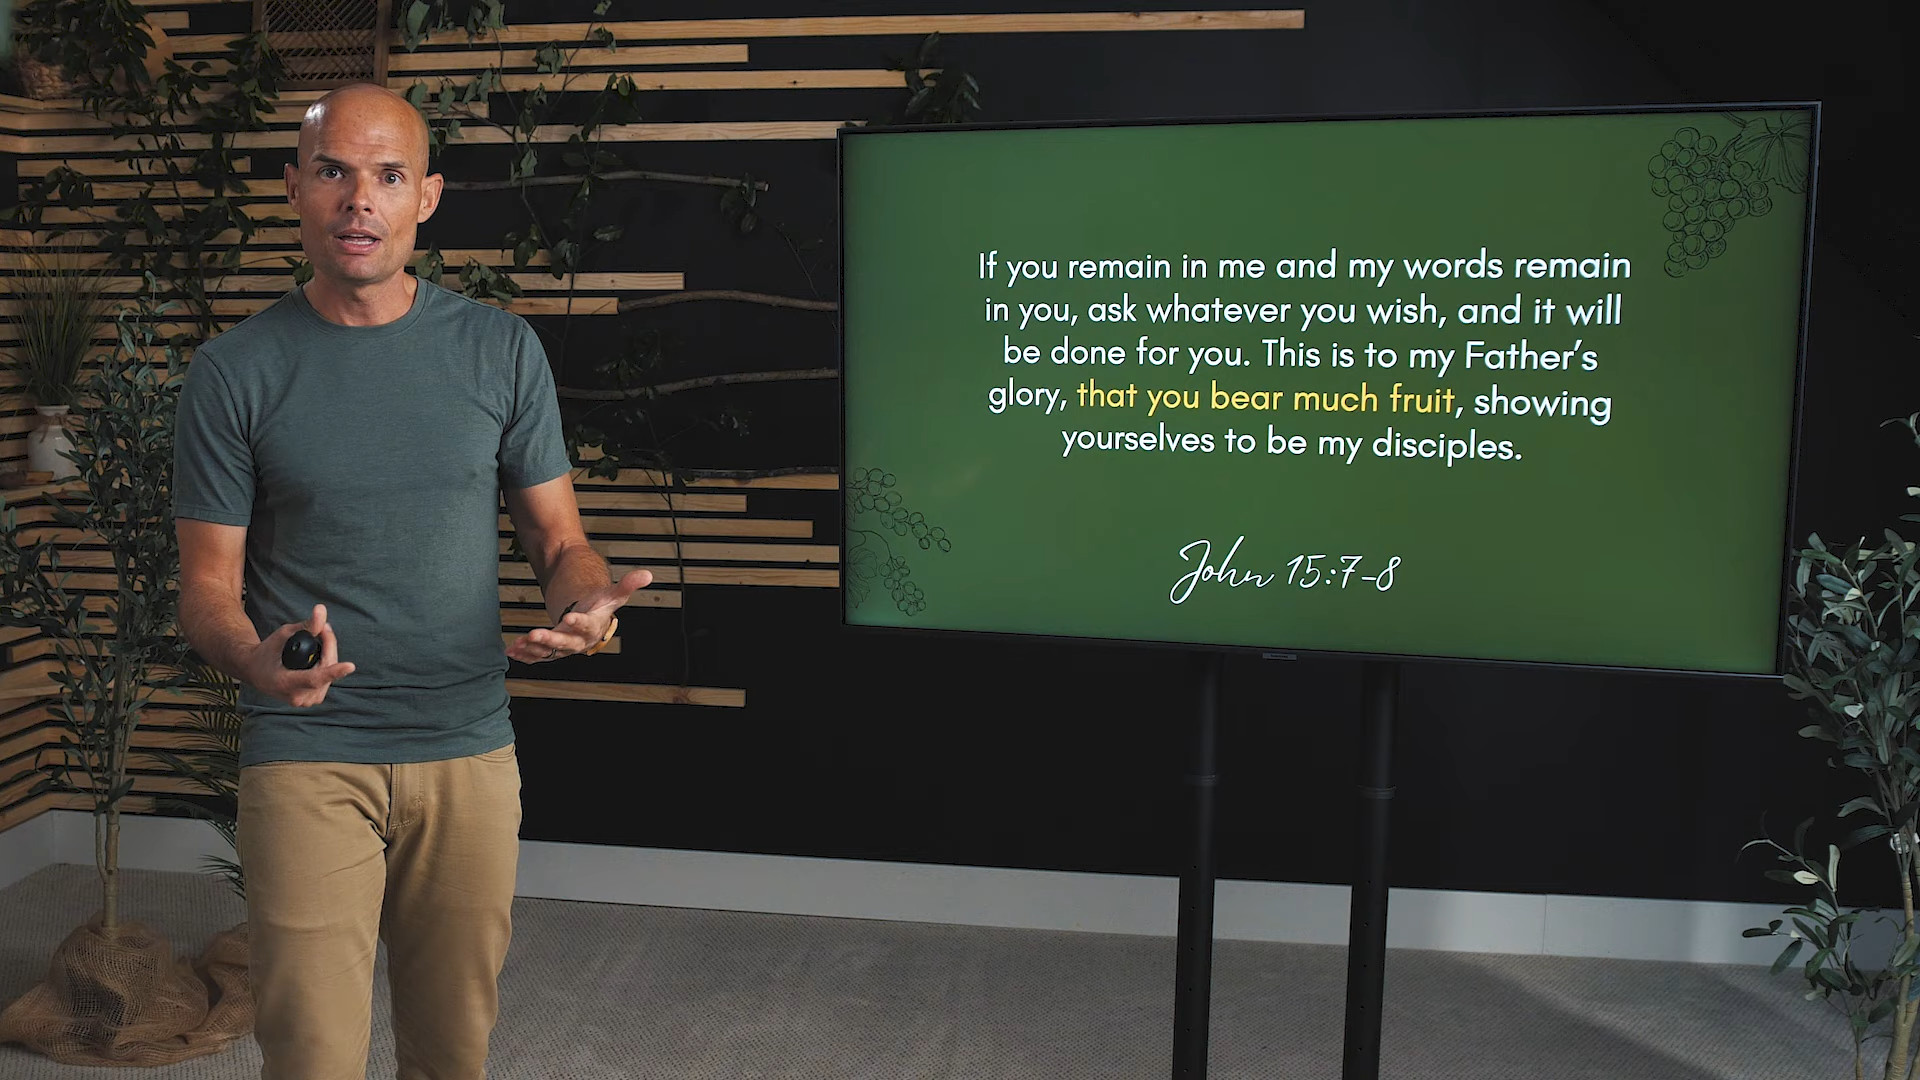 If you remain in me and my words remain
in you, ask whatever you wish, and it will
be done for you. This is to my Father’s
glory, that you bear much fruit, showing
yourselves to be my disciples.
John 15:7-8